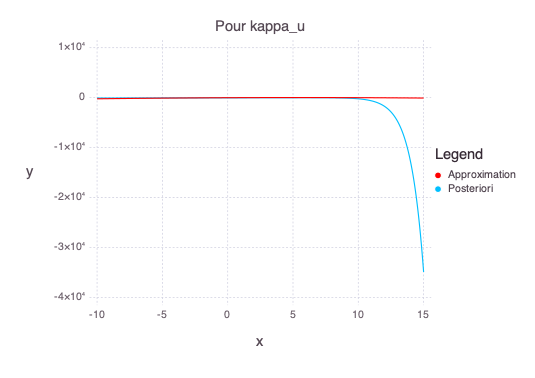 Pour kappa_u
1×10⁴
0
-1×10⁴
-2×10⁴
-3×10⁴
-4×10⁴
y
-10
-5
0
5
10
15
x
Legend
Approximation
Posteriori